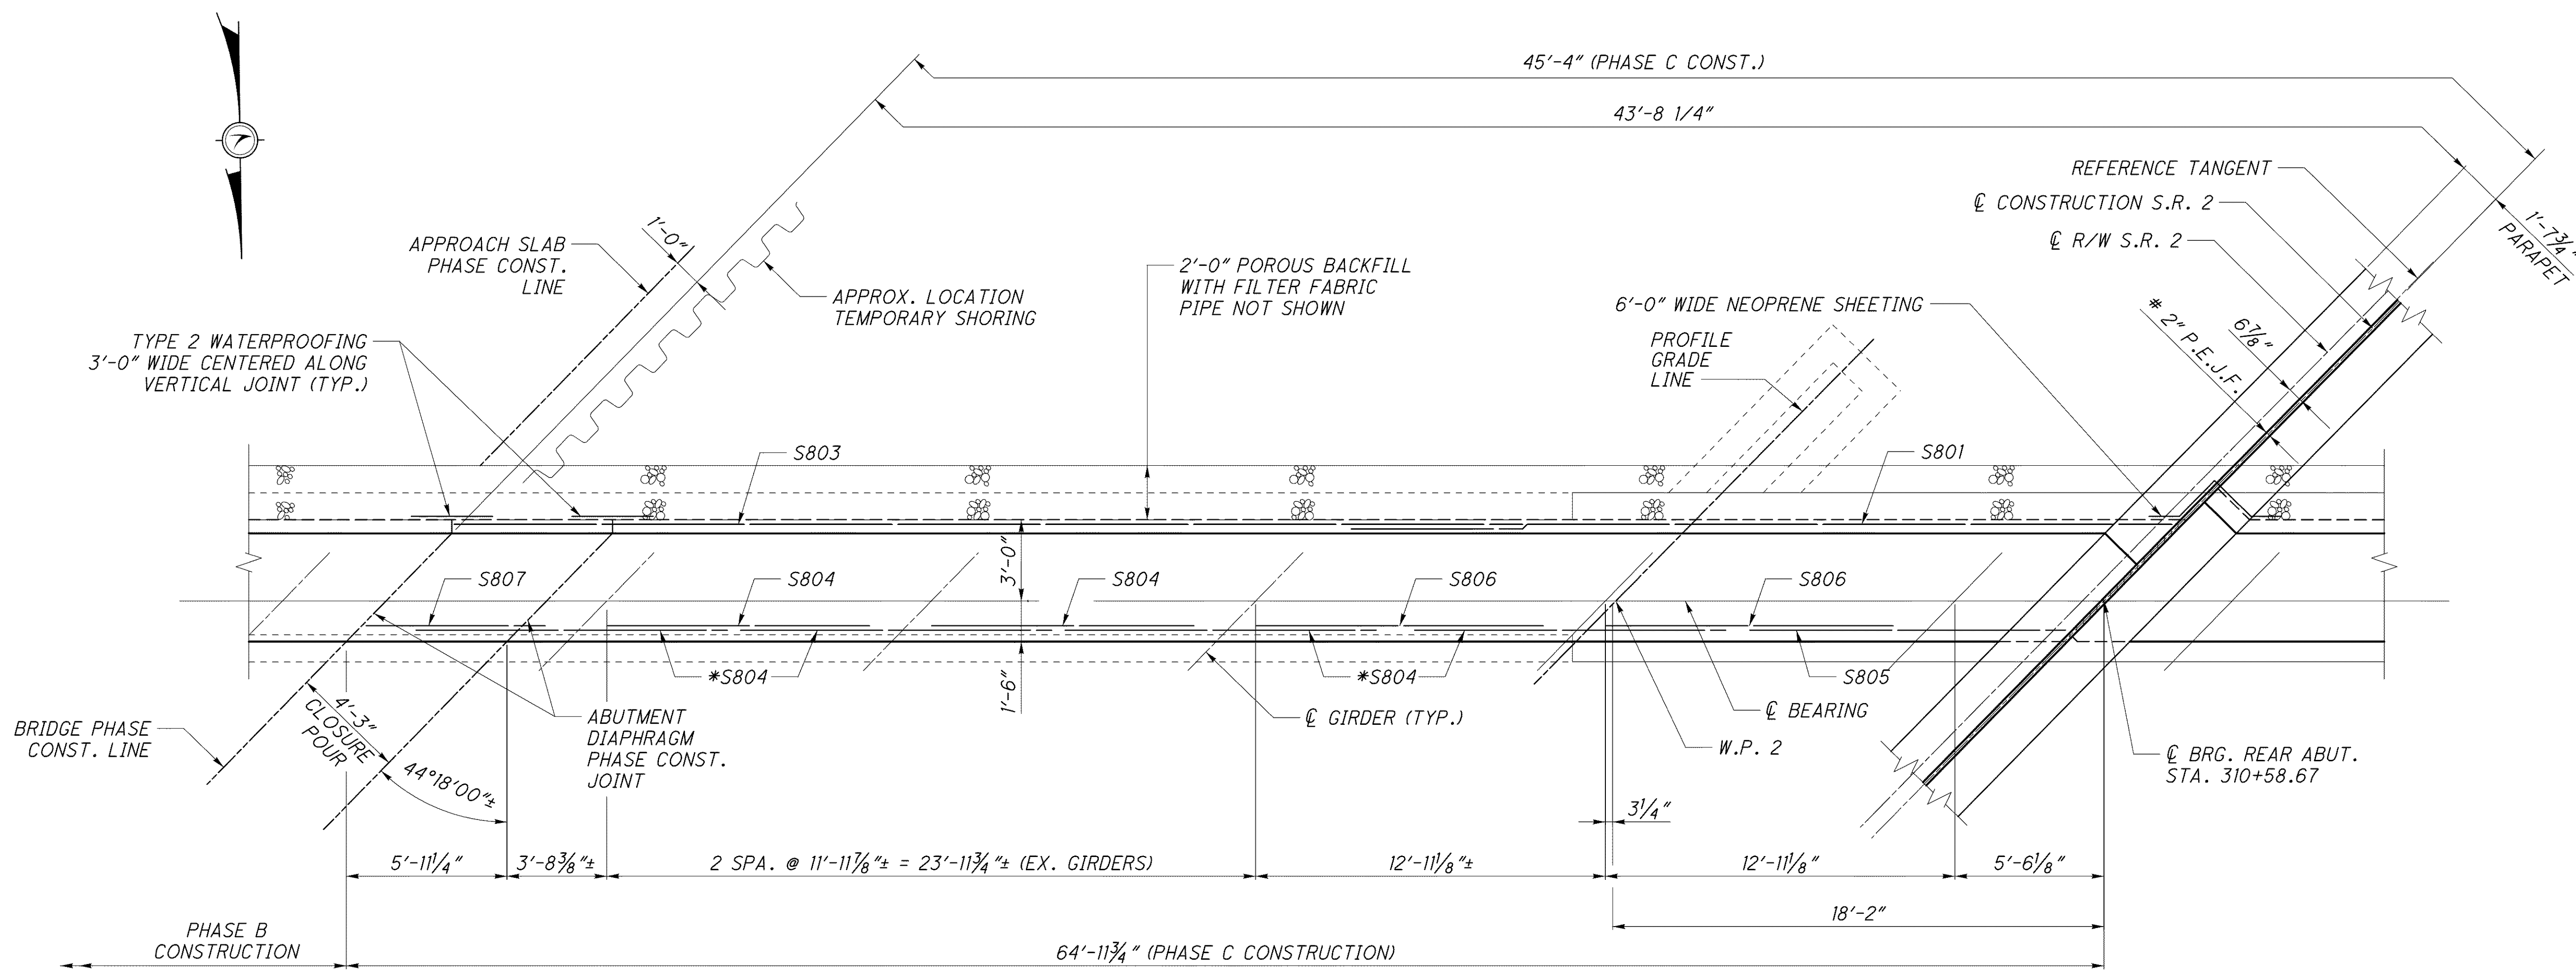 45'-4" (PHASE C CONST.)
43'-8 1/4"
REFERENCE TANGENT
℄ CONSTRUCTION S.R. 2
℄ R/W S.R. 2
1'-7¾"
PARAPET
APPROACH SLAB
PHASE CONST.
LINE
1'-0"
APPROX. LOCATION
TEMPORARY SHORING
2'-0" POROUS BACKFILL
WITH FILTER FABRIC
PIPE NOT SHOWN
6'-0" WIDE NEOPRENE SHEETING
PROFILE
GRADE
LINE
# 2" P.E.J.F.
6⅞"
TYPE 2 WATERPROOFING
3'-0" WIDE CENTERED ALONG
VERTICAL JOINT (TYP.)
S803
S801
3'-0"
S807
S804
S804
S806
S806
*S804
*S804
S805
1'-6"
BRIDGE PHASE
CONST. LINE
4'-3"
CLOSURE
POUR
44°18'00"±
ABUTMENT
DIAPHRAGM
PHASE CONST.
JOINT
℄ GIRDER (TYP.)
℄ BEARING
W.P. 2
℄ BRG. REAR ABUT.
STA. 310+58.67
3¼"
5'-11¼"
3'-8⅜"±
2 SPA. @ 11'-11⅞"± = 23'-11¾"± (EX. GIRDERS)
12'-11⅛"±
12'-11⅛"
5'-6⅛"
18'-2"
PHASE B
CONSTRUCTION
64'-11¾" (PHASE C CONSTRUCTION)